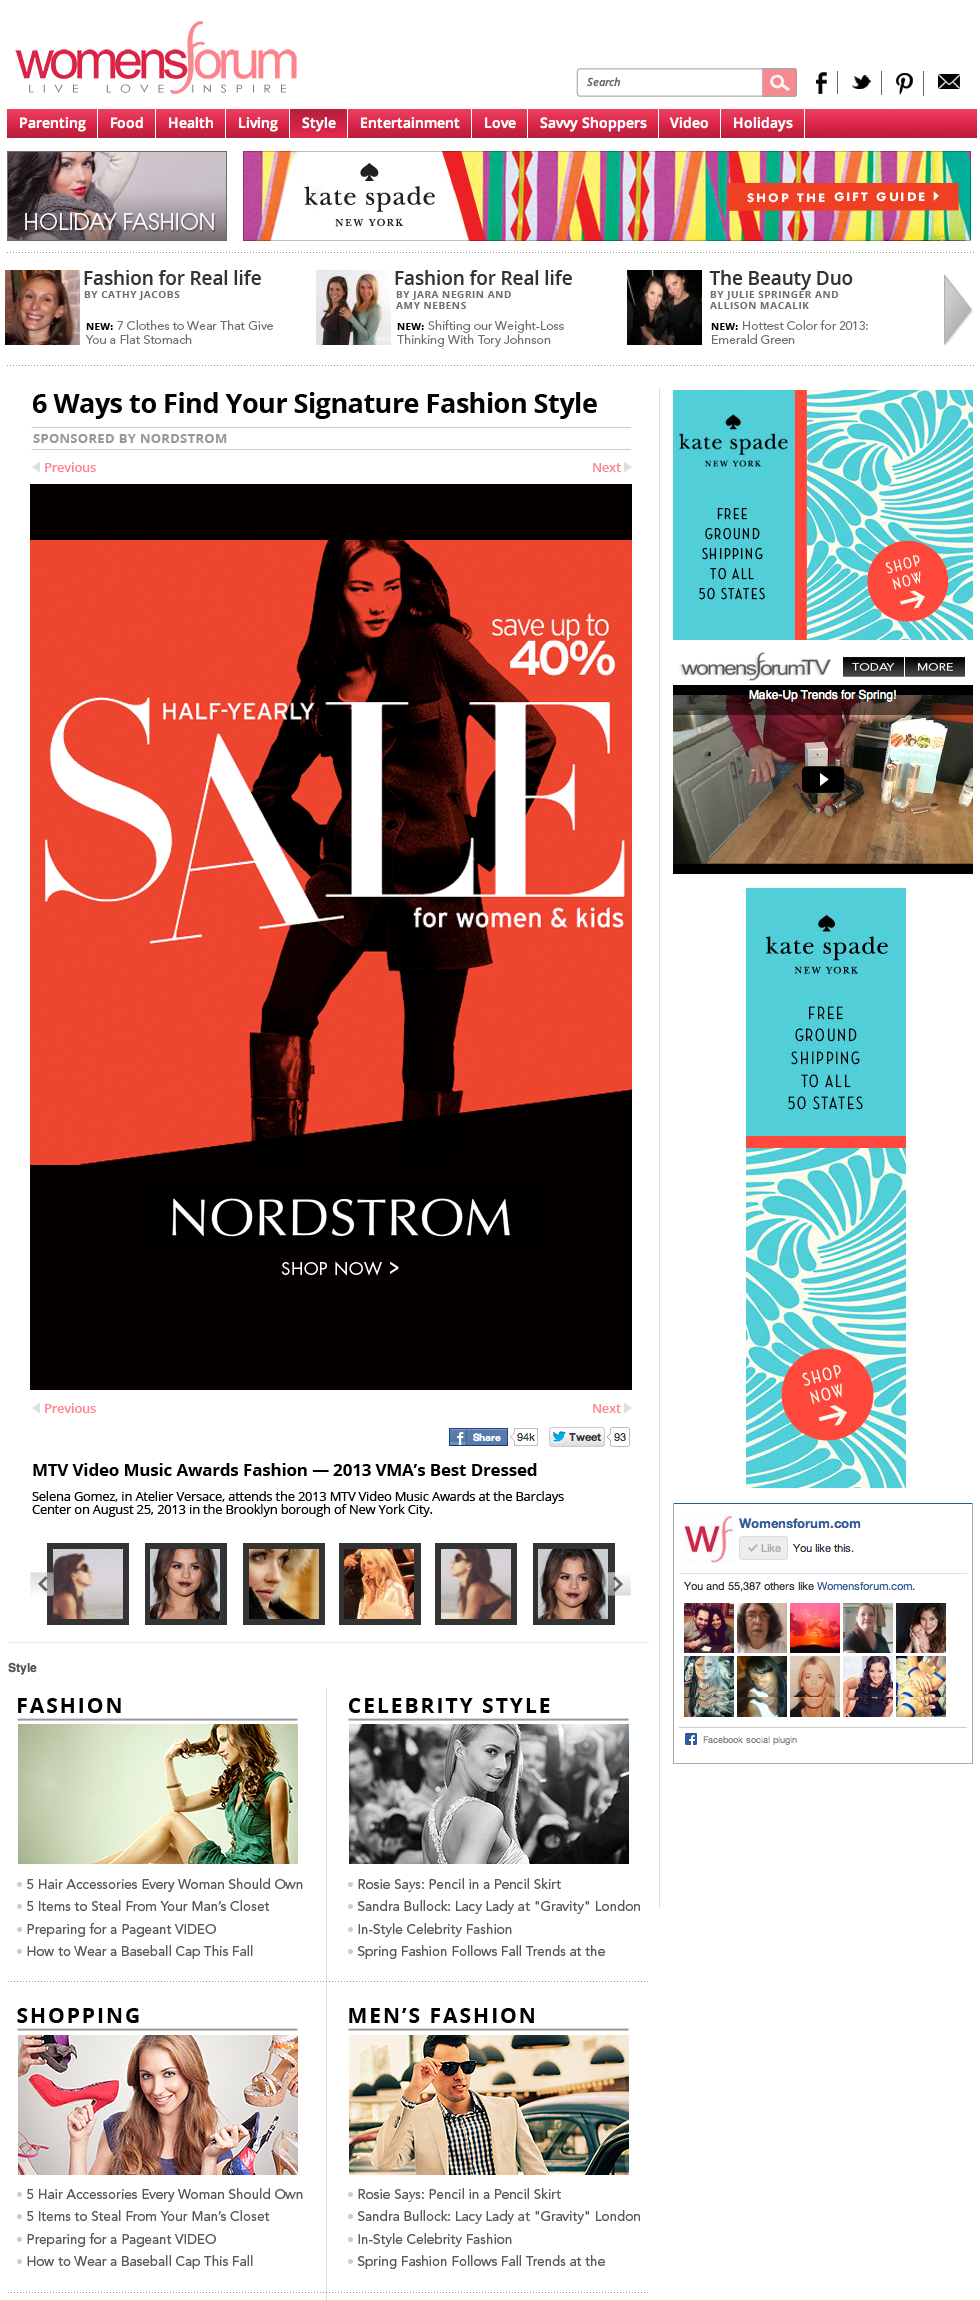 womensforum
LIVE LOVE INSPIRE
Search
Parenting Food Health Living Style Entertainment Love Savvy Shoppers Video Holidays
HOLIDAY FASHION
kate spade
NEW YORK
SHOP THE GIFT GUIDE
Fashion for Real life
BY CATHY JACOBS
NEW: 7 Clothes to Wear That Give
You a Flat Stomach
Fashion for Real life
BY JARA NEGRIN AND
AMY NEBENS
NEW: Shifting our Weight-Loss
Thinking With Tory Johnson
The Beauty Duo
BY JULIE SPRINGER AND
ALLISON MACALIK
NEW: Hottest Color for 2013:
Emerald Green
6 Ways to Find Your Signature Fashion Style
SPONSORED BY NORDSTROM
Previous Next
save up to
40%
HALF-YEARLY
SALE
for women & kids
NORDSTROM
SHOP NOW >
Previous Next
Share 94k Tweet 93
MTV Video Music Awards Fashion — 2013 VMA's Best Dressed
Selena Gomez, in Atelier Versace, attends the 2013 MTV Video Music Awards at the Barclays
Center on August 25, 2013 in the Brooklyn borough of New York City.
kate spade
NEW YORK
FREE
GROUND
SHIPPING
TO ALL
50 STATES
SHOP
NOW
womensforumTV TODAY MORE
Make-Up Trends for Spring!
kate spade
NEW YORK
FREE
GROUND
SHIPPING
TO ALL
50 STATES
SHOP
NOW
Wf
Womensforum.com
Like You like this.
You and 55,387 others like Womensforum.com.
Facebook social plugin
Style
FASHION
5 Hair Accessories Every Woman Should Own
5 Items to Steal From Your Man's Closet
Preparing for a Pageant VIDEO
How to Wear a Baseball Cap This Fall
CELEBRITY STYLE
Rosie Says: Pencil in a Pencil Skirt
Sandra Bullock: Lacy Lady at "Gravity" London
In-Style Celebrity Fashion
Spring Fashion Follows Fall Trends at the
SHOPPING
5 Hair Accessories Every Woman Should Own
5 Items to Steal From Your Man's Closet
Preparing for a Pageant VIDEO
How to Wear a Baseball Cap This Fall
MEN'S FASHION
Rosie Says: Pencil in a Pencil Skirt
Sandra Bullock: Lacy Lady at "Gravity" London
In-Style Celebrity Fashion
Spring Fashion Follows Fall Trends at the